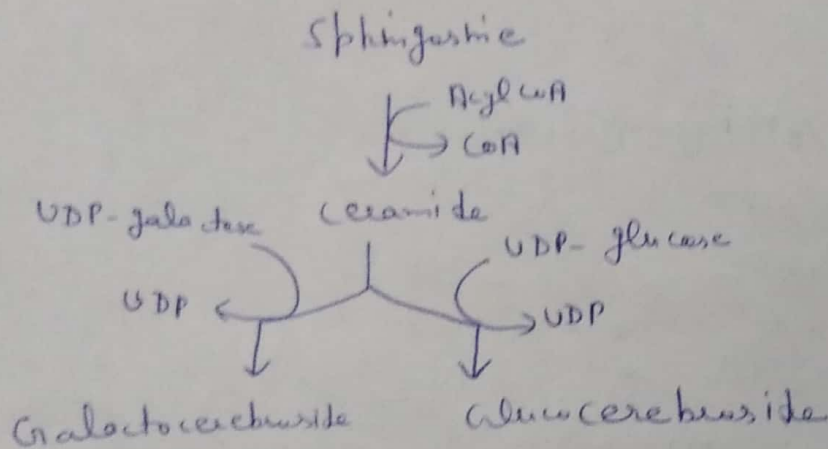 Sphingosine
Acyl CoA
CoA
UDP-galactose ceramide
UDP- glucose
UDP
UDP
Galactocerebroside
Glucocerebroside